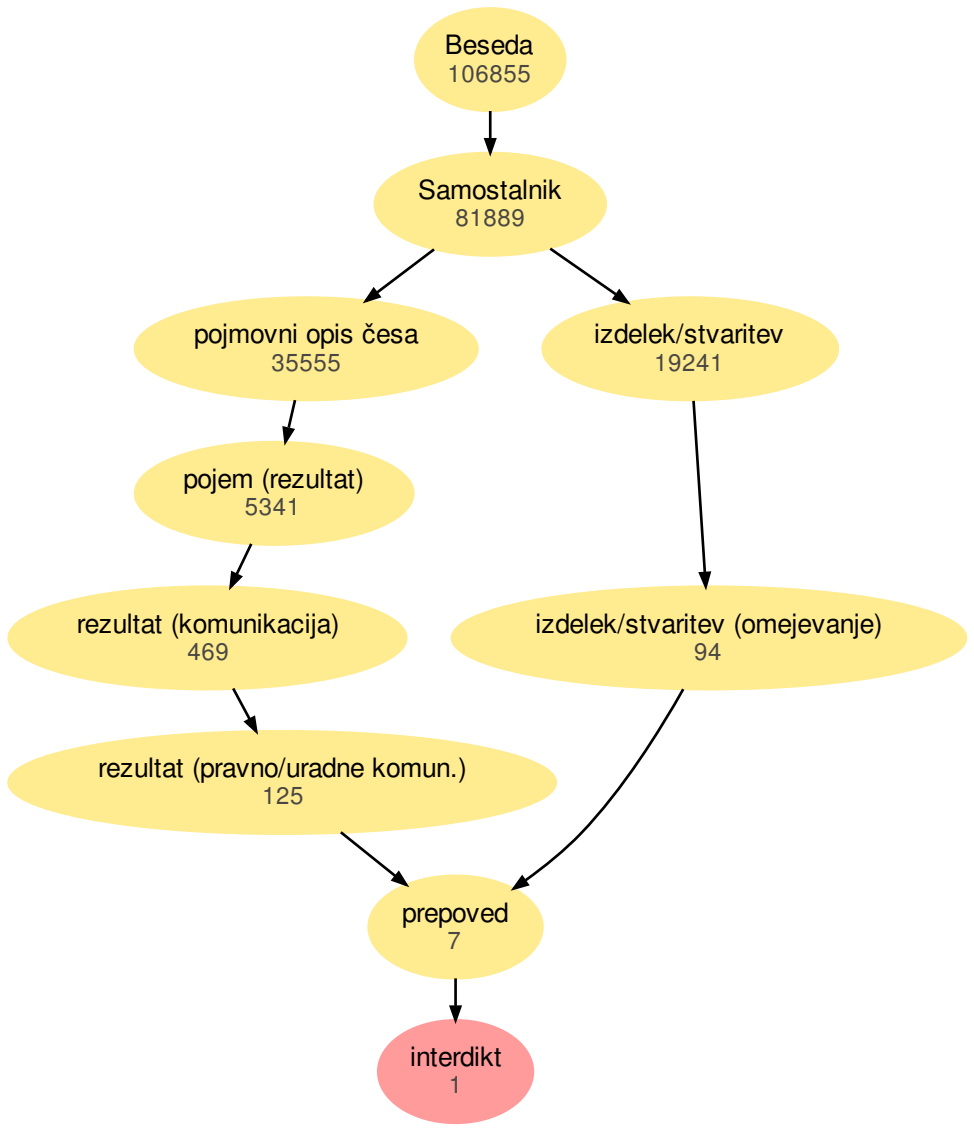 Beseda
106855
Samostalnik
81889
pojmovni opis česa
35555
izdelek/stvaritev
19241
pojem (rezultat)
5341
rezultat (komunikacija)
469
izdelek/stvaritev (omejevanje)
94
rezultat (pravno/uradne komun.)
125
prepoved
7
interdikt
1